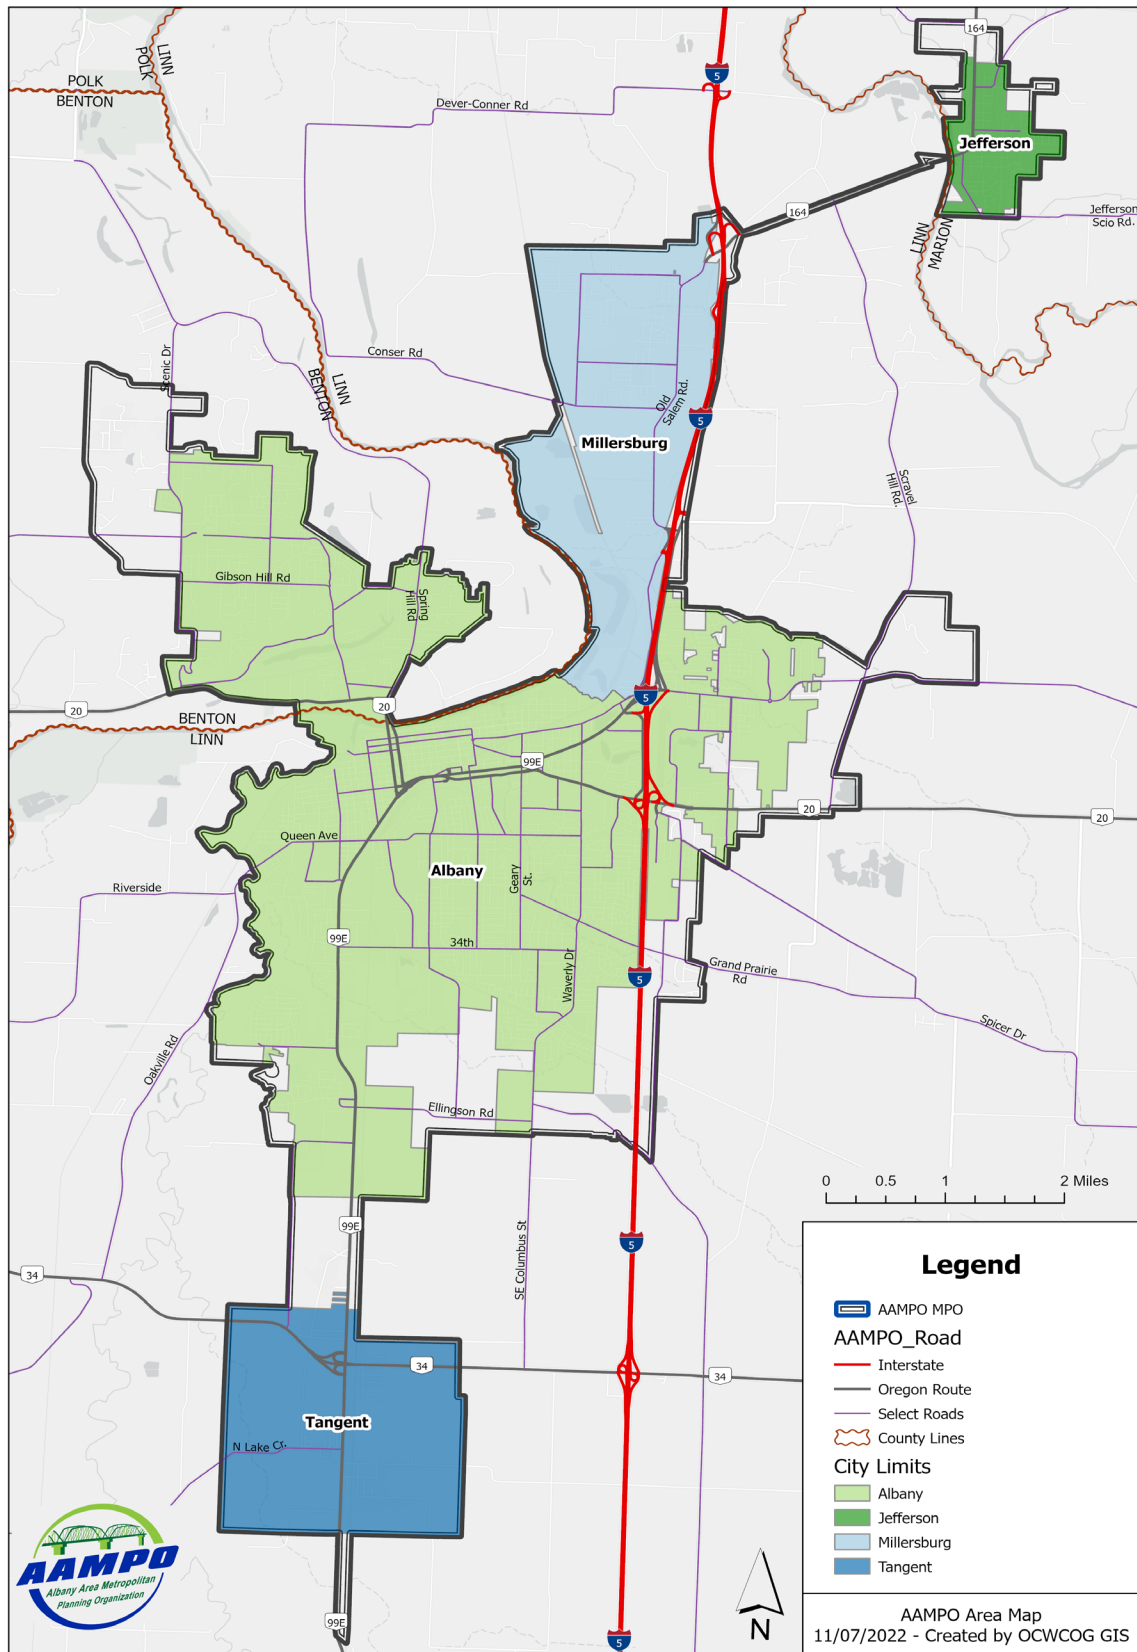 164
LINN
POLK
POLK
BENTON
5
Dever-Conner Rd
Jefferson
164
Jefferson
Scio Rd.
LINN
MARION
Conser Rd
Scenic Dr
LINN
BENTON
Old
Salem Rd.
5
Millersburg
Scravel
Hill Rd.
Gibson Hill Rd
Spring
Hill Rd
5
20
20
BENTON
LINN
99E
20
20
Queen Ave
Albany
Geary
St.
Riverside
99E
34th
Waverly Dr
5
Grand Prairie
Rd
Spicer Dr
Oakville Rd
Ellingson Rd
0 0.5 1 2 Miles
99E
SE Columbus St
5
34
34
34
Tangent
N Lake Cr.
99E
5
Legend
AAMPO MPO
AAMPO_Road
Interstate
Oregon Route
Select Roads
County Lines
City Limits
Albany
Jefferson
Millersburg
Tangent
AAMPO
Albany Area Metropolitan
Planning Organization
N
AAMPO Area Map
11/07/2022 - Created by OCWCOG GIS